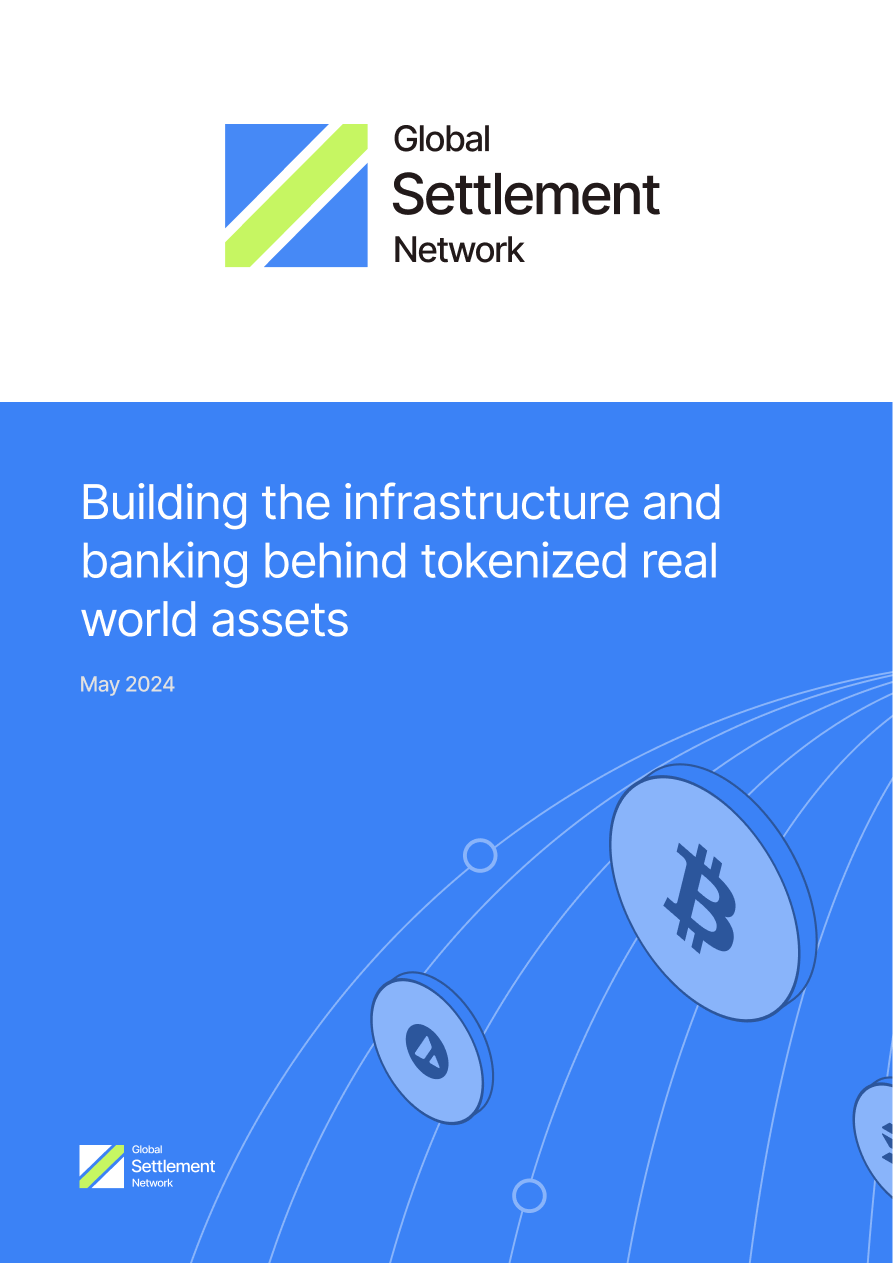 Global
Settlement
Network
Building the infrastructure and
banking behind tokenized real
world assets
May 2024
Global
Settlement
Network